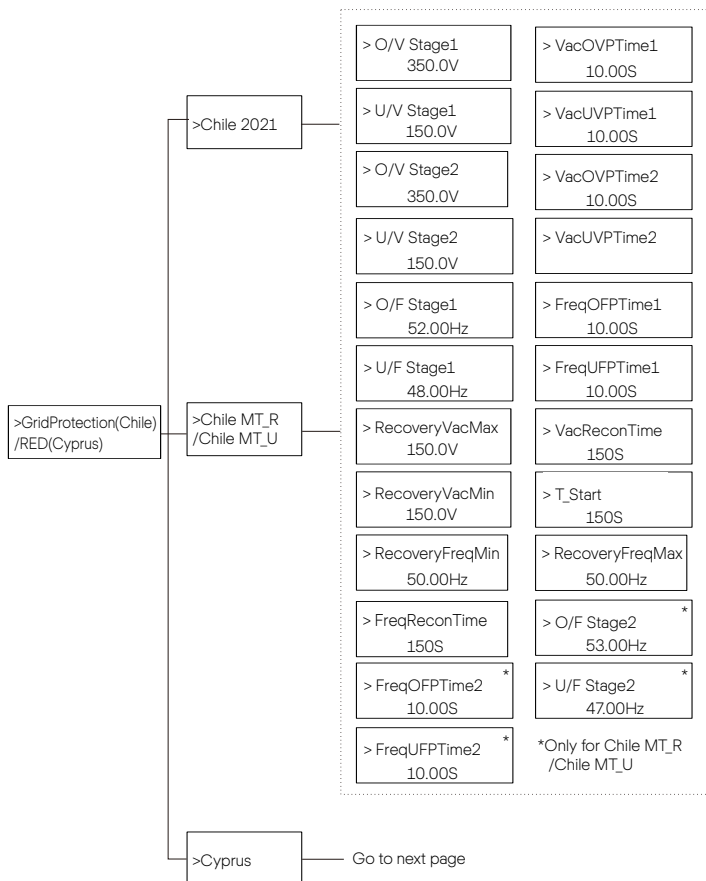 >GridProtection(Chile)
/RED(Cyprus)
>Chile 2021
>Chile MT_R
/Chile MT_U
>Cyprus
Go to next page
> O/V Stage1
350.0V
> VacOVPTime1
10.00S
> U/V Stage1
150.0V
> VacUVPTime1
10.00S
> O/V Stage2
350.0V
> VacOVPTime2
10.00S
> U/V Stage2
150.0V
> VacUVPTime2
> O/F Stage1
52.00Hz
> FreqOFPTime1
10.00S
> U/F Stage1
48.00Hz
> FreqUFPTime1
10.00S
> RecoveryVacMax
150.0V
> VacReconTime
150S
> RecoveryVacMin
150.0V
> T_Start
150S
> RecoveryFreqMin
50.00Hz
> RecoveryFreqMax
50.00Hz
> FreqReconTime
150S
> O/F Stage2 *
53.00Hz
> FreqOFPTime2 *
10.00S
> U/F Stage2 *
47.00Hz
> FreqUFPTime2 *
10.00S
*Only for Chile MT_R
/Chile MT_U